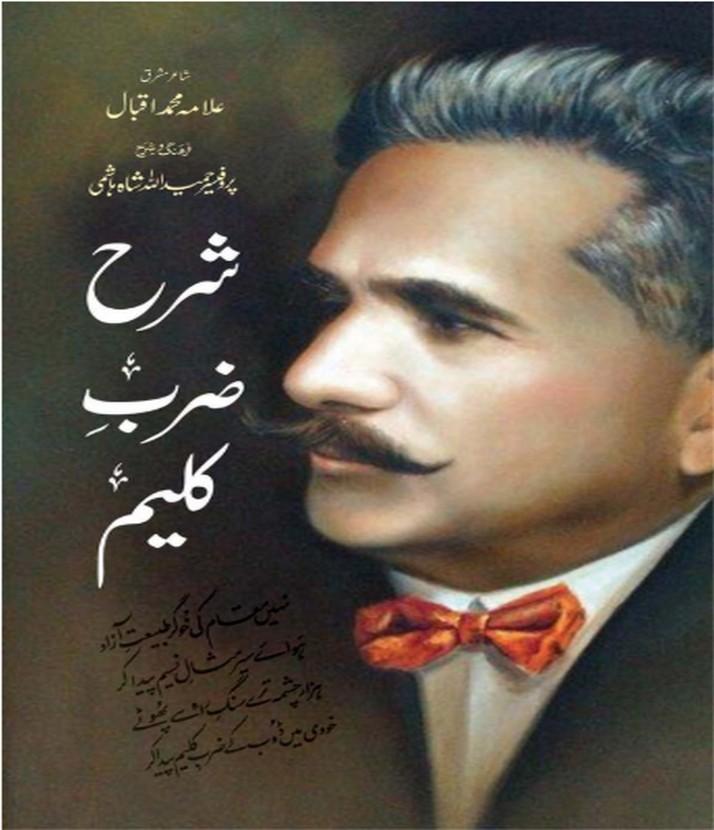 شاعر مشرق
علامہ محمد اقبال
فرہنگ و شرح
پروفیسر حمید اللہ شاہ ہاشمی
شرح
ضربِ
کلیم
نہیں مقام کی خوگر طبیعتِ آزاد
ہوائے سیر مثالِ نسیم پیدا کر
ہزار چشمہ ترے سنگِ راہ سے پھوٹے
خودی میں ڈوب کے ضربِ کلیم پیدا کر